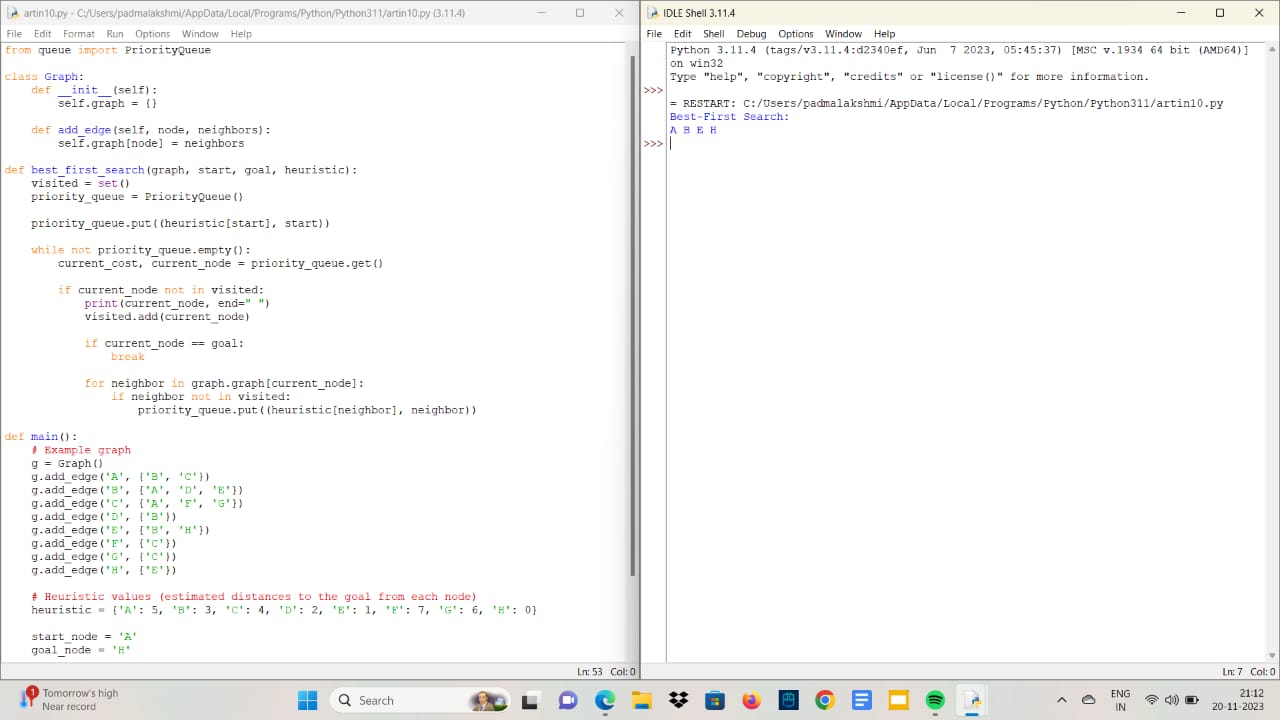 artin10.py - C:/Users/padmalakshmi/AppData/Local/Programs/Python/Python311/artin10.py (3.11.4)
File Edit Format Run Options Window Help
from queue import PriorityQueue
class Graph:
    def __init__(self):
        self.graph = {}
    def add_edge(self, node, neighbors):
        self.graph[node] = neighbors
def best_first_search(graph, start, goal, heuristic):
    visited = set()
    priority_queue = PriorityQueue()
    priority_queue.put((heuristic[start], start))
    while not priority_queue.empty():
        current_cost, current_node = priority_queue.get()
        if current_node not in visited:
            print(current_node, end=" ")
            visited.add(current_node)
            if current_node == goal:
                break
            for neighbor in graph.graph[current_node]:
                if neighbor not in visited:
                    priority_queue.put((heuristic[neighbor], neighbor))
def main():
    # Example graph
    g = Graph()
    g.add_edge('A', {'B', 'C'})
    g.add_edge('B', {'A', 'D', 'E'})
    g.add_edge('C', {'A', 'F', 'G'})
    g.add_edge('D', {'B'})
    g.add_edge('E', {'B', 'H'})
    g.add_edge('F', {'C'})
    g.add_edge('G', {'C'})
    g.add_edge('H', {'E'})
    # Heuristic values (estimated distances to the goal from each node)
    heuristic = {'A': 5, 'B': 3, 'C': 4, 'D': 2, 'E': 1, 'F': 7, 'G': 6, 'H': 0}
    start_node = 'A'
    goal_node = 'H'
Ln: 53 Col: 0
IDLE Shell 3.11.4
File Edit Shell Debug Options Window Help
Python 3.11.4 (tags/v3.11.4:d2340ef, Jun  7 2023, 05:45:37) [MSC v.1934 64 bit (AMD64)]
on win32
Type "help", "copyright", "credits" or "license()" for more information.
>>>
= RESTART: C:/Users/padmalakshmi/AppData/Local/Programs/Python/Python311/artin10.py
Best-First Search:
A B E H
>>>
Ln: 7 Col: 0
1
Tomorrow's high
Near record
Search
ENG
IN
21:12
20-11-2023